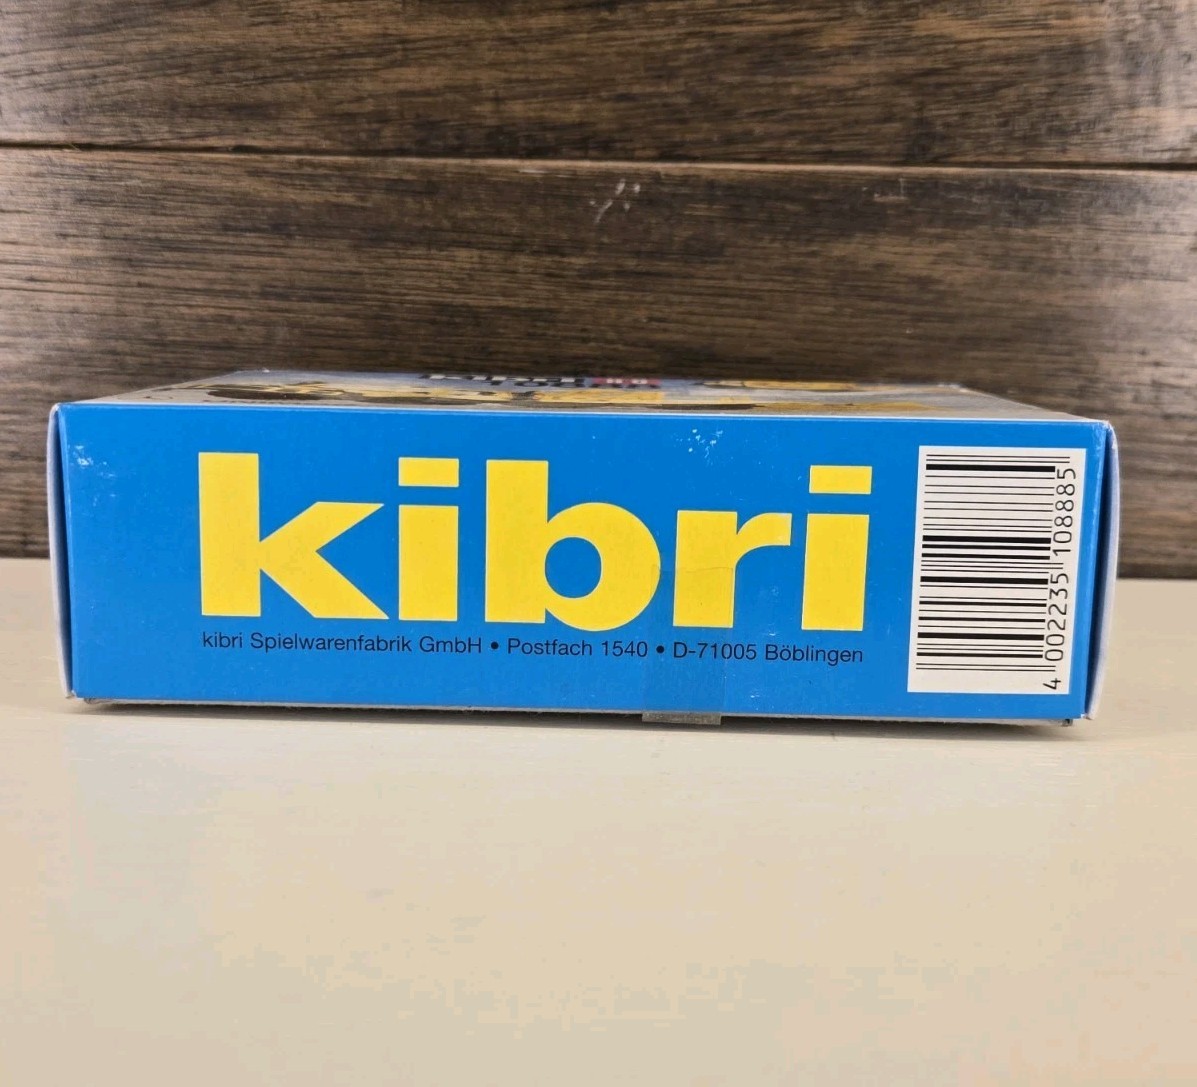 kibri
kibri Spielwarenfabrik GmbH • Postfach 1540 • D-71005 Böblingen
4 002235 108885